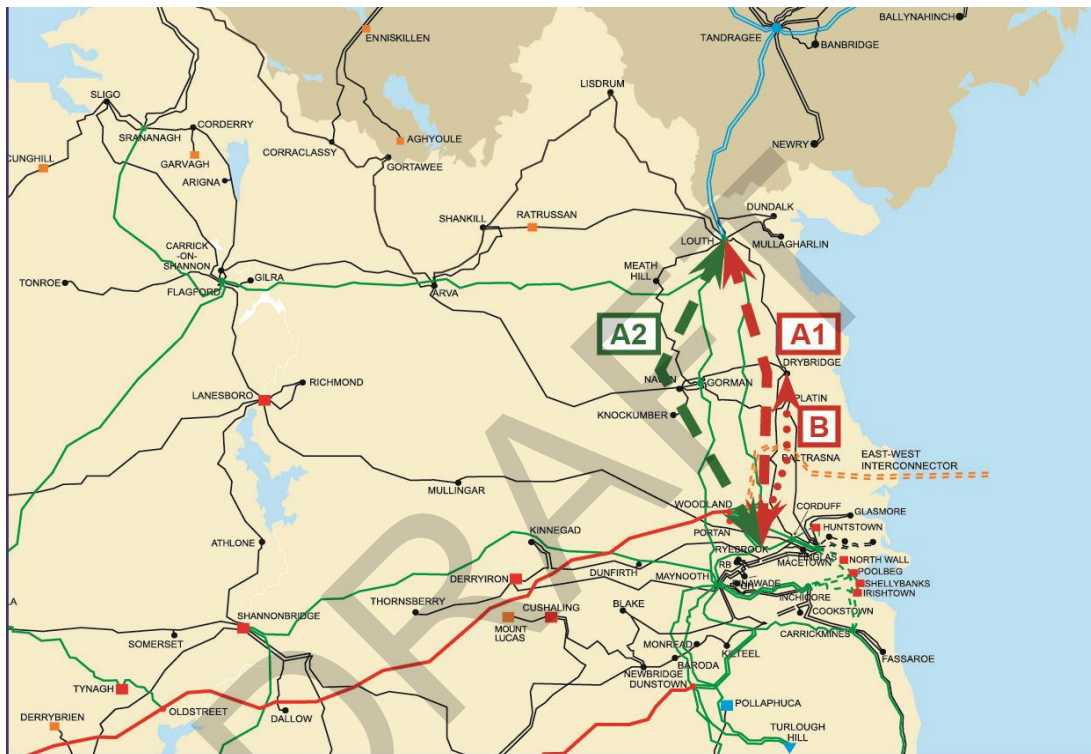 BALLYNAHINCH
TANDRAGEE
BANBRIDGE
ENNISKILLEN
LISDRUM
SLIGO
CORDERRY
SRANANAGH
AGHYOULE
CUNGHILL
GARVAGH
CORRACLASSY
GORTAWEE
NEWRY
ARIGNA
DUNDALK
SHANKILL
RATRUSSAN
LOUTH
MULLAGHARLIN
CARRICK
-ON-
SHANNON
MEATH
HILL
TONROE
GILRA
FLAGFORD
ARVA
A2
A1
DRYBRIDGE
RICHMOND
GORMAN
LANESBORO
PLATIN
KNOCKUMBER
B
EAST-WEST
INTERCONNECTOR
MULLINGAR
WOODLAND
CORDUFF
GLASMORE
KINNEGAD
PORTAN
HUNTSTOWN
ATHLONE
DUNFIRTH
MACETOWN
NORTH WALL
RB
POOLBEG
DERRYIRON
MAYNOOTH
SHELLYBANKS
IRISHTOWN
THORNSBERRY
CUSHALING
BLAKE
INCHICORE
COOKSTOWN
SHANNONBRIDGE
MOUNT
LUCAS
CARRICKMINES
SOMERSET
MONREAD
KILTEEL
FASSAROE
BARODA
NEWBRIDGE
DUNSTOWN
TYNAGH
OLDSTREET
POLLAPHUCA
DERRYBRIEN
DALLOW
TURLOUGH
HILL
DRAFT